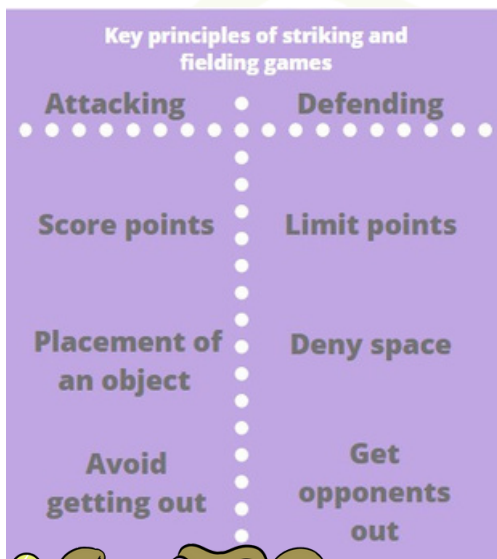 Key principles of striking and
fielding games
Attacking
Defending
Score points
Limit points
Placement of
an object
Deny space
Avoid
getting out
Get
opponents
out